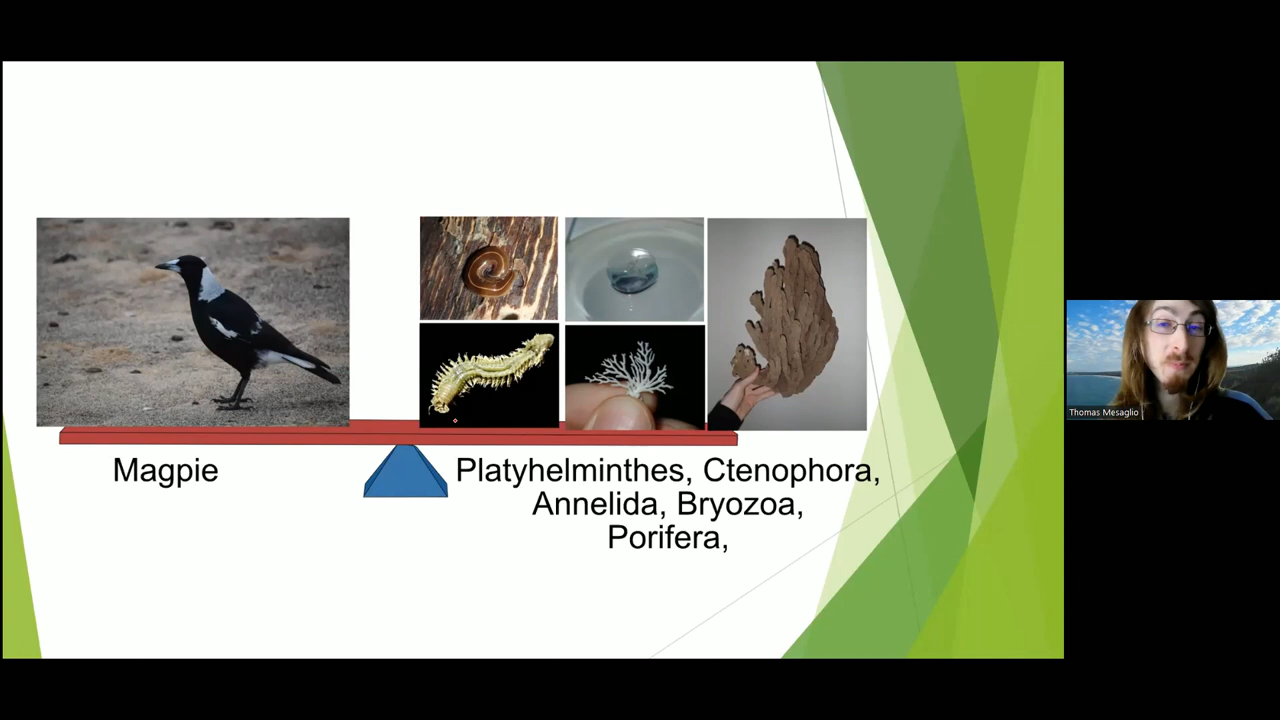 Magpie
Platyhelminthes, Ctenophora,
Annelida, Bryozoa,
Porifera,
Thomas Mesaglio